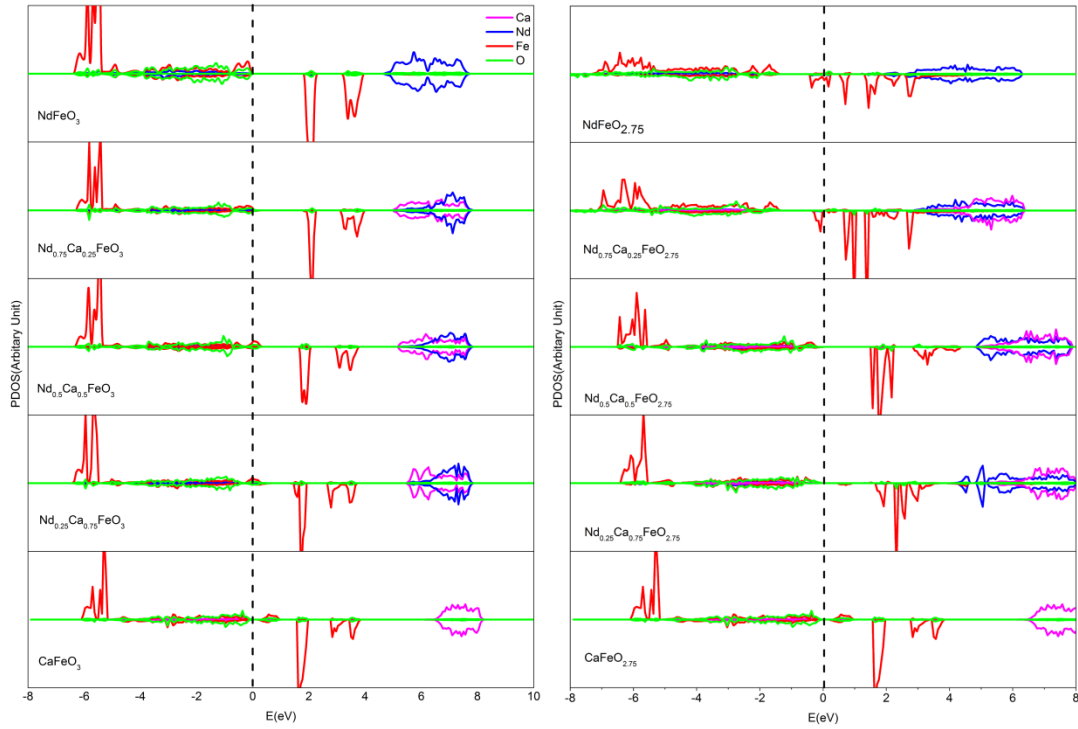 Ca
Nd
Fe
O
NdFeO3
Nd0.75Ca0.25FeO3
Nd0.5Ca0.5FeO3
Nd0.25Ca0.75FeO3
CaFeO3
PDOS(Arbitary Unit)
-8 -6 -4 -2 0 2 4 6 8 10
E(eV)
NdFeO2.75
Nd0.75Ca0.25FeO2.75
Nd0.5Ca0.5FeO2.75
Nd0.25Ca0.75FeO2.75
CaFeO2.75
PDOS(Arbitary Unit)
-8 -6 -4 -2 0 2 4 6 8
E(eV)